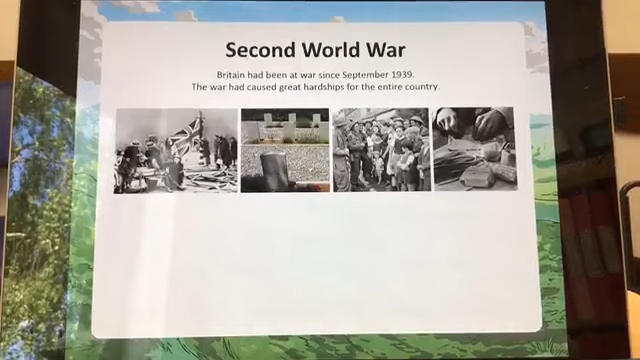 Second World War
Britain had been at war since September 1939.
The war had caused great hardships for the entire country.